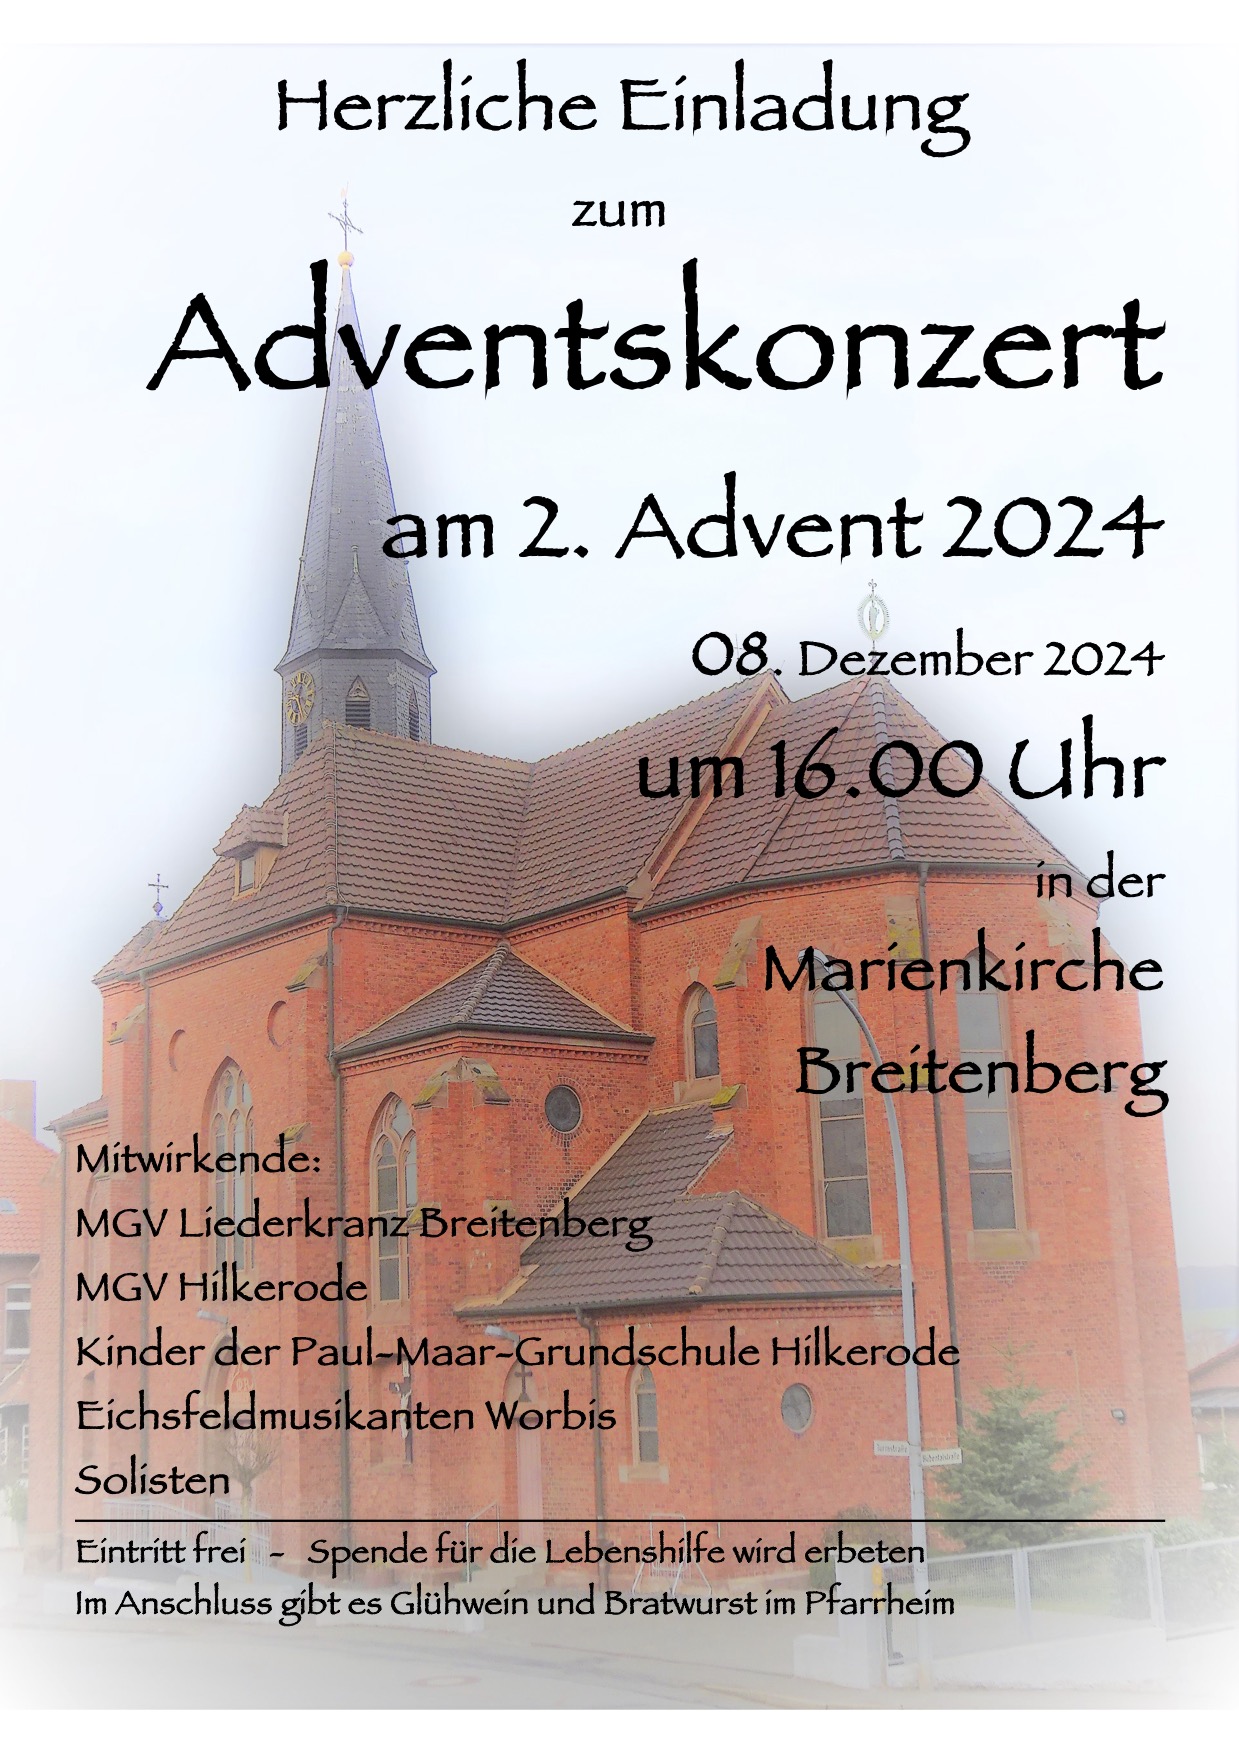 Herzliche Einladung
zum
Adventskonzert
am 2. Advent 2024
08. Dezember 2024
um 16.00 Uhr
in der
Marienkirche
Breitenberg
Mitwirkende:
MGV Liederkranz Breitenberg
MGV Hilkerode
Kinder der Paul-Maar-Grundschule Hilkerode
Eichsfeldmusikanten Worbis
Solisten
Eintritt frei - Spende für die Lebenshilfe wird erbeten
Im Anschluss gibt es Glühwein und Bratwurst im Pfarrheim